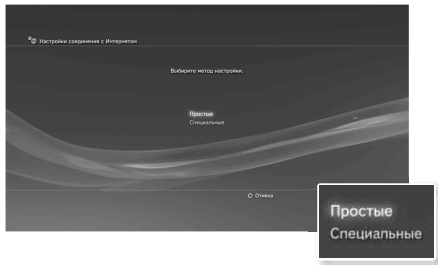 Настройки соединения с Интернетом
Выберите метод настройки.
Простые
Специальные
Отмена
Простые
Специальные